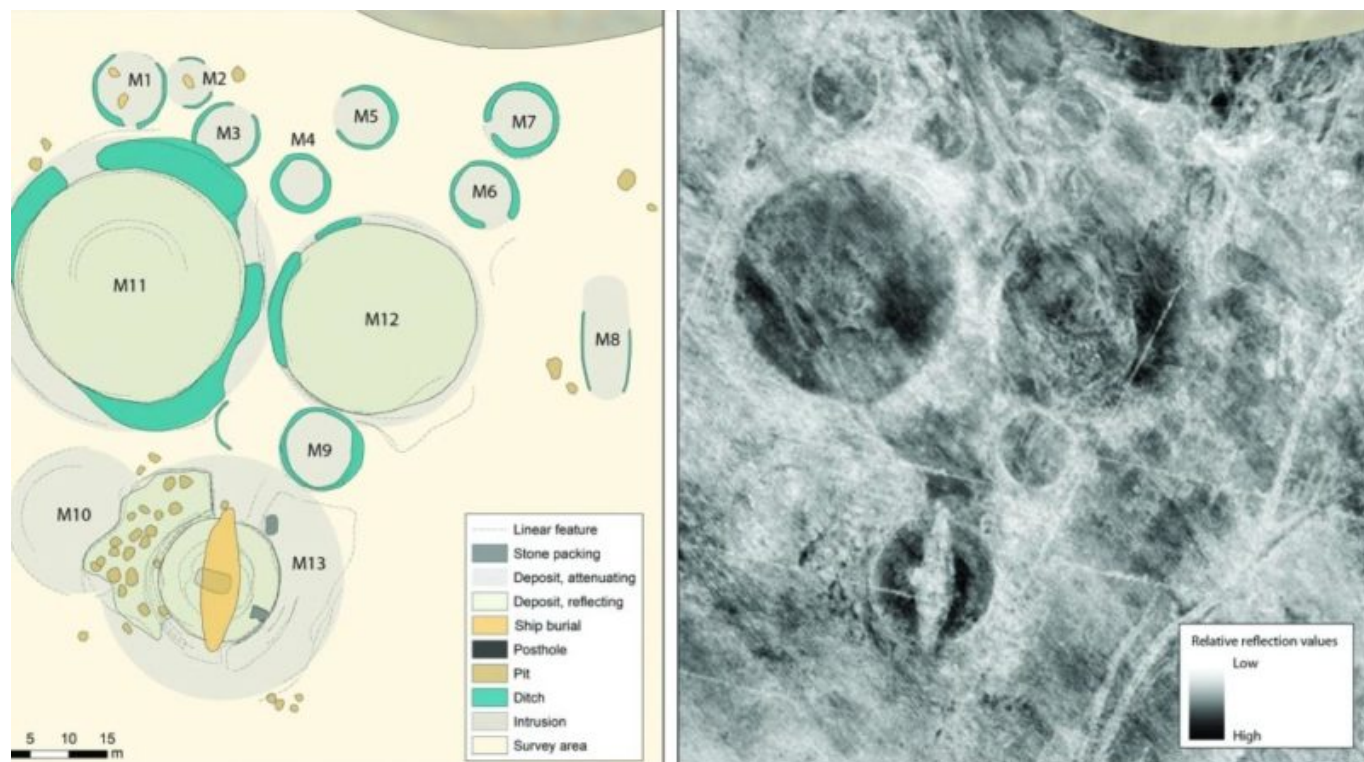 M1
M2
M3
M4
M5
M7
M6
M11
M12
M8
M9
M10
M13
Linear feature
Stone packing
Deposit, attenuating
Deposit, reflecting
Ship burial
Posthole
Pit
Ditch
Intrusion
Survey area
5 10 15
m
Relative reflection values
Low
High